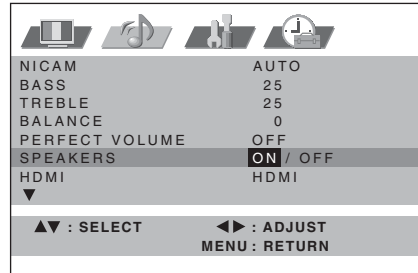 NICAM AUTO
BASS 25
TREBLE 25
BALANCE 0
PERFECT VOLUME OFF
SPEAKERS ON / OFF
HDMI HDMI
▼
▲▼ : SELECT ◀▶ : ADJUST
MENU : RETURN